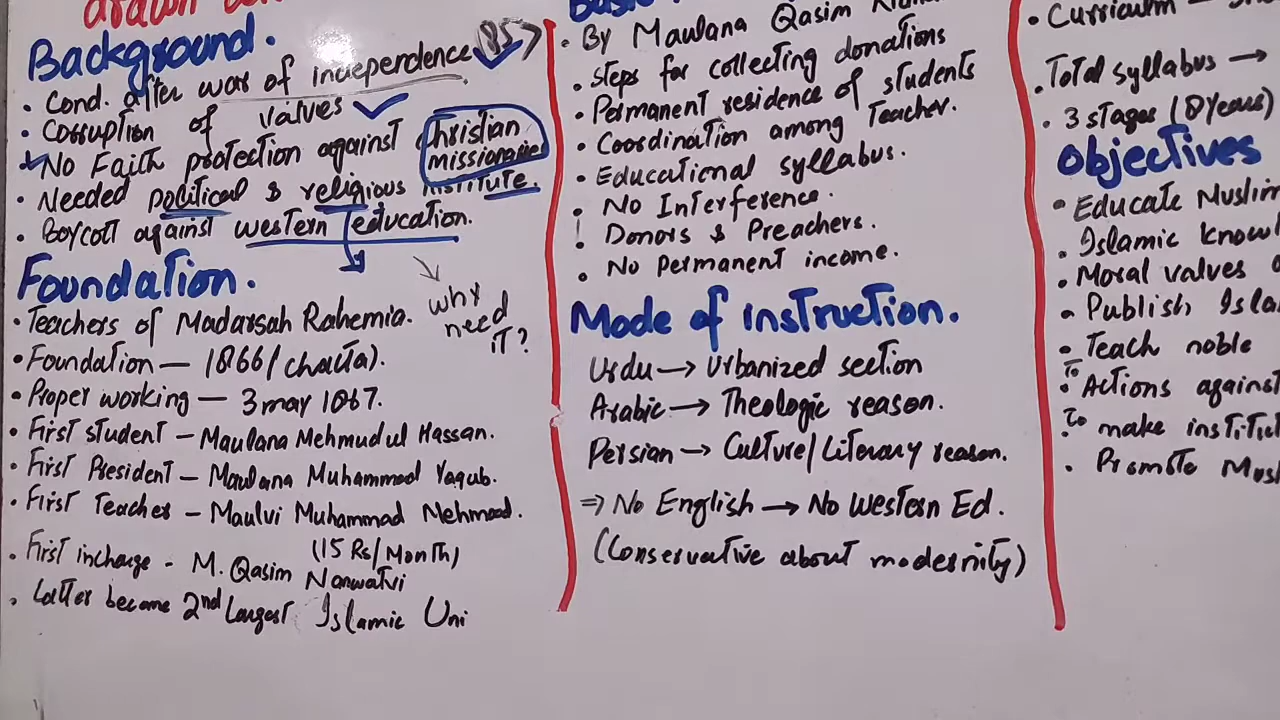 Background.
• Cond. after war of independence
• Corruption of values
• No Faith protection against Christian missionaries
• Needed political & religious institute.
• Boycott against western education.
why need it?
Foundation.
• Teachers of Madarsah Rahemia.
• Foundation — 1866/chatta).
• Proper working — 3 may 1867.
• First student — Maulana Mehmudul Hassan.
• First President — Maulana Muhammad Yaqub.
• First Teacher — Maulvi Muhammad Mehmood.
(15 Rs/Month)
• First incharge - M. Qasim Nanwatvi
• Latter became 2nd largest Islamic Uni
• By Maulana Qasim
• Steps for collecting donations
• Permanent residence of students
• Coordination among Teacher.
• Educational syllabus.
• No Interference.
• Donors & Preachers.
• No Permanent income.
Mode of instruction.
Urdu → Urbanized section
Arabic → Theologic reason.
Persian → Culture/Literary reason.
⇒ No English → No Western Ed.
(Conservative about modernity)
• Curriculum —
• Total syllabus →
• 3 stages (8 years)
Objectives
• Educate Muslim
• Islamic Know
• Moral values
• Publish Isla
• Teach noble
• To Actions against
• To make institut
• Promote Mus